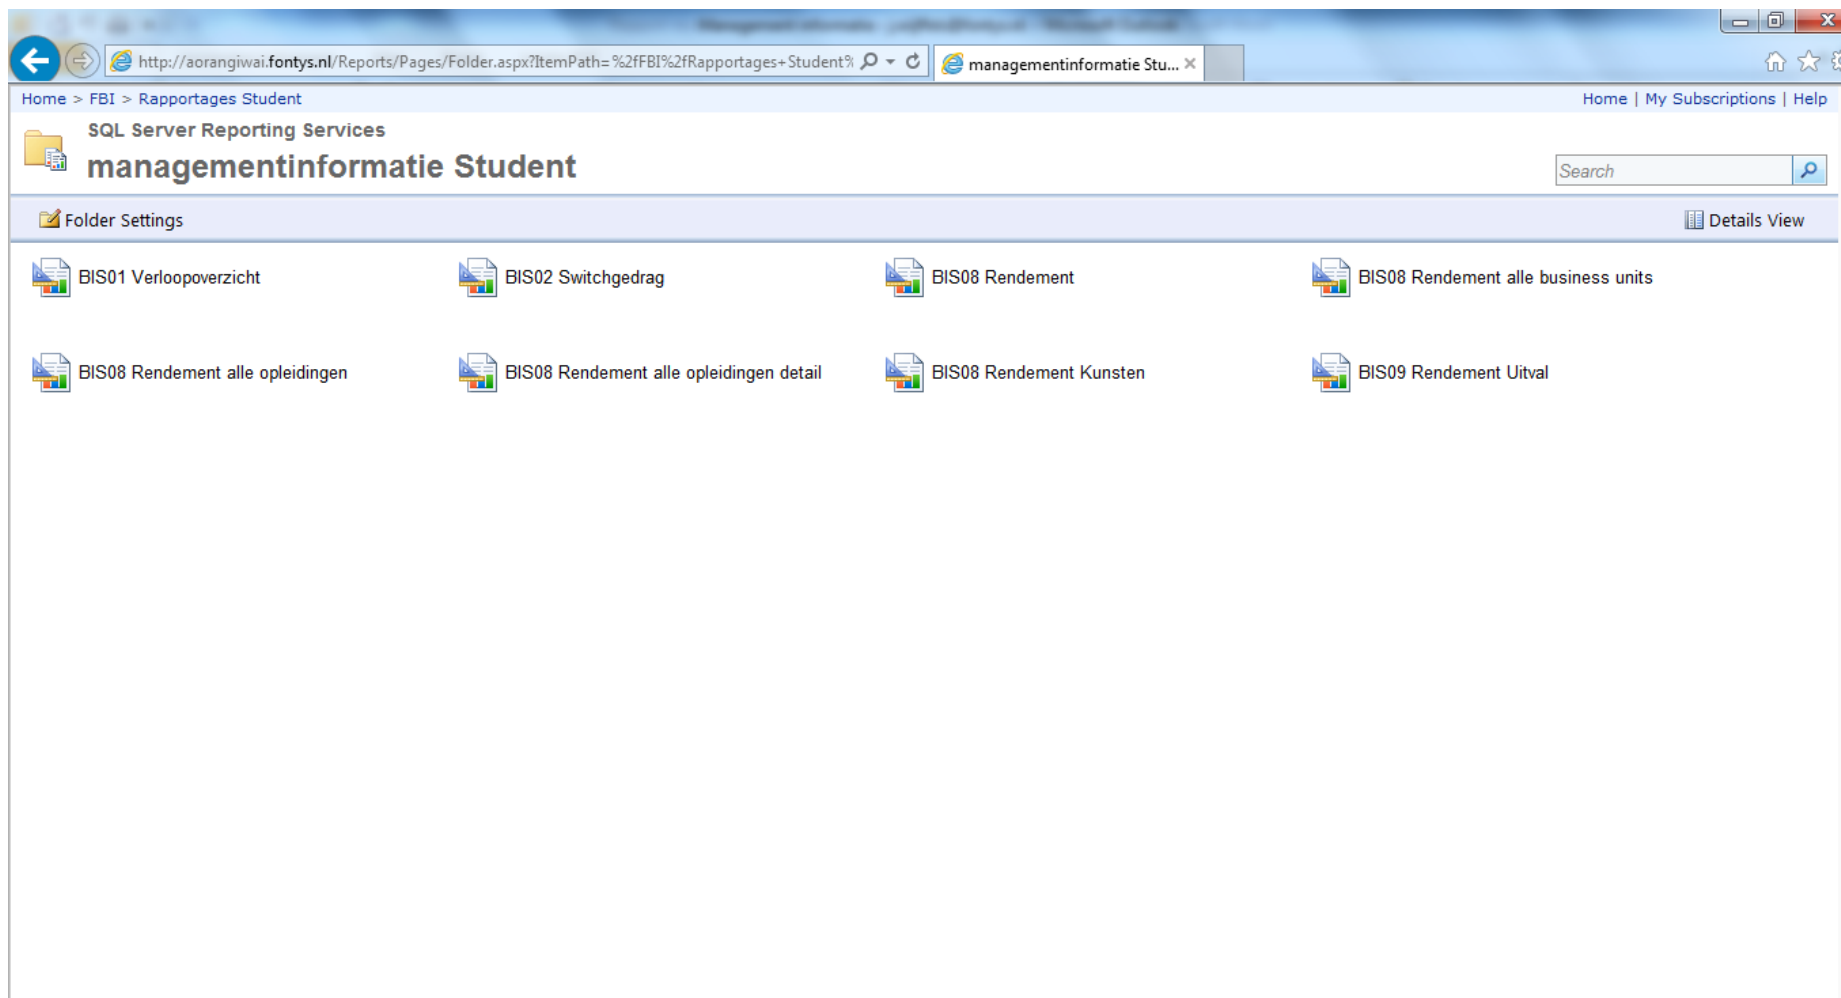 http://aorangiwai.fontys.nl/Reports/Pages/Folder.aspx?ItemPath=%2fFBI%2fRapportages+Student%
managementinformatie Stu...
Home > FBI > Rapportages Student
Home | My Subscriptions | Help
SQL Server Reporting Services
managementinformatie Student
Search
Folder Settings
Details View
BIS01 Verloopoverzicht
BIS02 Switchgedrag
BIS08 Rendement
BIS08 Rendement alle business units
BIS08 Rendement alle opleidingen
BIS08 Rendement alle opleidingen detail
BIS08 Rendement Kunsten
BIS09 Rendement Uitval